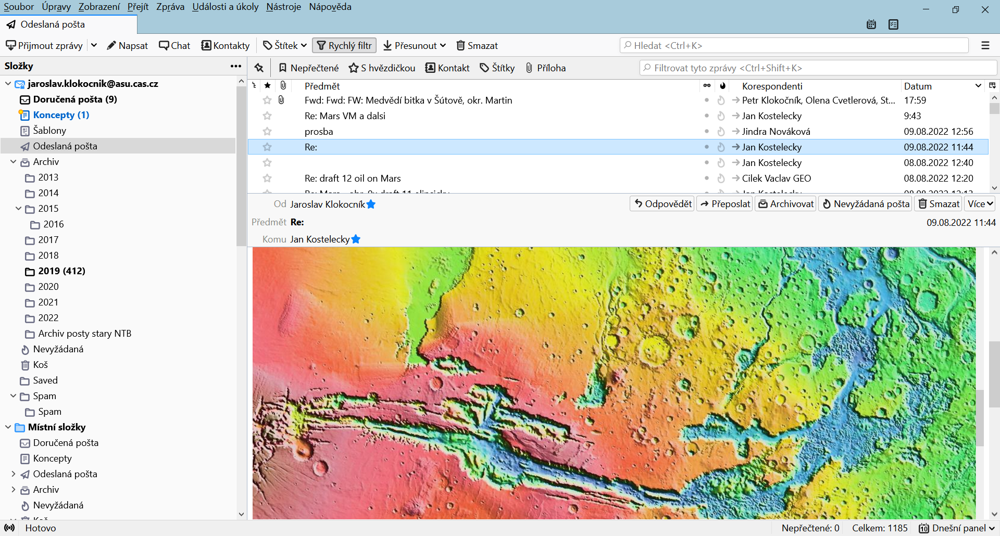 Soubor Úpravy Zobrazení Přejít Zpráva Události a úkoly Nástroje Nápověda
Odeslaná pošta
Přijmout zprávy Napsat Chat Kontakty Štítek Rychlý filtr Přesunout Smazat Hledat <Ctrl+K>
Složky
jaroslav.klokocnik@asu.cas.cz
Doručená pošta (9)
Koncepty (1)
Šablony
Odeslaná pošta
Archiv
2013
2014
2015
2016
2017
2018
2019 (412)
2020
2021
2022
Archiv posty stary NTB
Nevyžádaná
Koš
Saved
Spam
Spam
Místní složky
Doručená pošta
Koncepty
Odeslaná pošta
Archiv
Nevyžádaná
Koš
Nepřečtené S hvězdičkou Kontakt Štítky Příloha Filtrovat tyto zprávy <Ctrl+Shift+K>
Předmět Korespondenti Datum
Fwd: Fwd: FW: Medvědí bitka v Šútově, okr. Martin Petr Klokočník, Olena Cvetlerová, St... 17:59
Re: Mars VM a dalsi Jan Kostelecky 9:43
prosba Jindra Nováková 09.08.2022 12:56
Re: Jan Kostelecky 09.08.2022 11:44
Jan Kostelecky 08.08.2022 12:40
Re: draft 12 oil on Mars Cilek Vaclav GEO 08.08.2022 12:20
Od Jaroslav Klokocník Odpovědět Přeposlat Archivovat Nevyžádaná pošta Smazat Více
Předmět Re: 09.08.2022 11:44
Komu Jan Kostelecky
Hotovo Nepřečtené: 0 Celkem: 1185 10 Dnešní panel